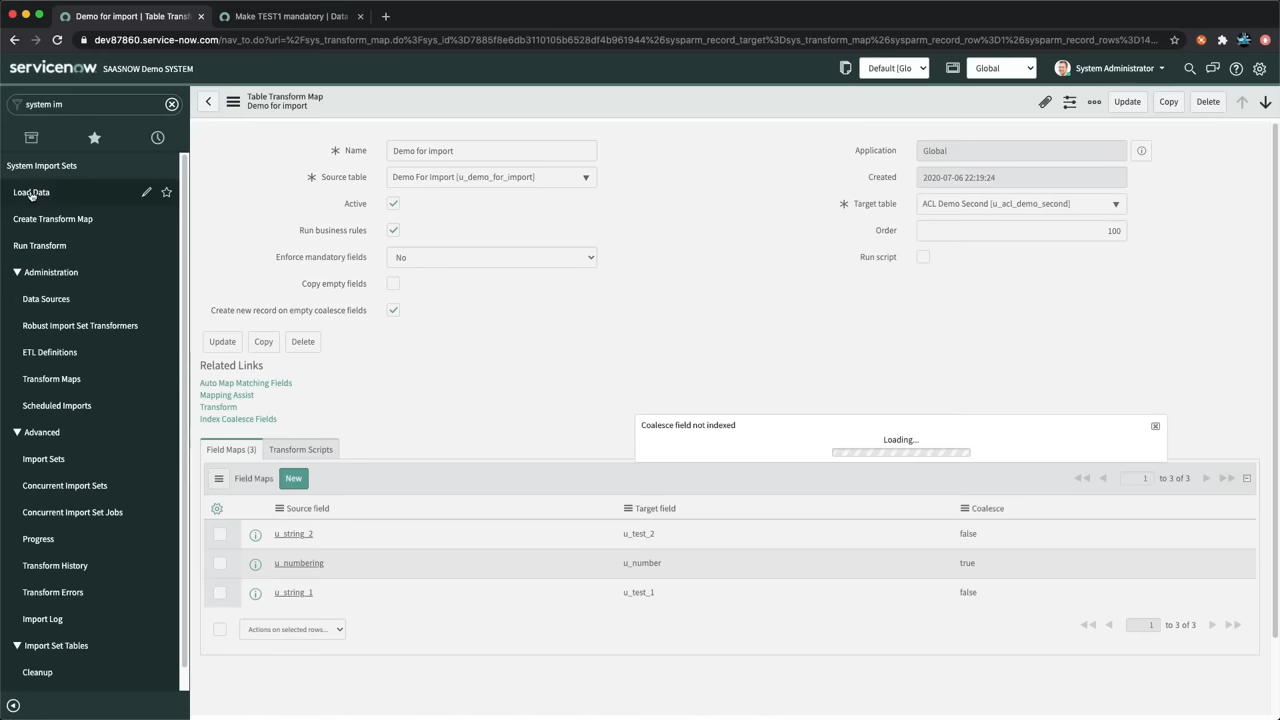 Demo for import | Table Transf
Make TEST1 mandatory | Data
dev87860.service-now.com/nav_to.do?uri=%2Fsys_transform_map.do%3Fsys_id%3D7885f8e6db3110105b6528df4b961944%26sysparm_record_target%3Dsys_transform_map%26sysparm_record_row%3D1%26sysparm_record_rows%3D14...
servicenow SAASNOW Demo SYSTEM
Default [Glo
Global
System Administrator
system im
Table Transform Map
Demo for import
Update
Copy
Delete
System Import Sets
Load Data
Create Transform Map
Run Transform
Administration
Data Sources
Robust Import Set Transformers
ETL Definitions
Transform Maps
Scheduled Imports
Advanced
Import Sets
Concurrent Import Sets
Concurrent Import Set Jobs
Progress
Transform History
Transform Errors
Import Log
Import Set Tables
Cleanup
Name Demo for import
Source table Demo For Import [u_demo_for_import]
Active
Run business rules
Enforce mandatory fields No
Copy empty fields
Create new record on empty coalesce fields
Application Global
Created 2020-07-06 22:19:24
Target table ACL Demo Second [u_acl_demo_second]
Order 100
Run script
Update Copy Delete
Related Links
Auto Map Matching Fields
Mapping Assist
Transform
Index Coalesce Fields
Coalesce field not indexed
Loading...
Field Maps (3) Transform Scripts
Field Maps New 1 to 3 of 3
Source field Target field Coalesce
u_string_2 u_test_2 false
u_numbering u_number true
u_string_1 u_test_1 false
Actions on selected rows... 1 to 3 of 3